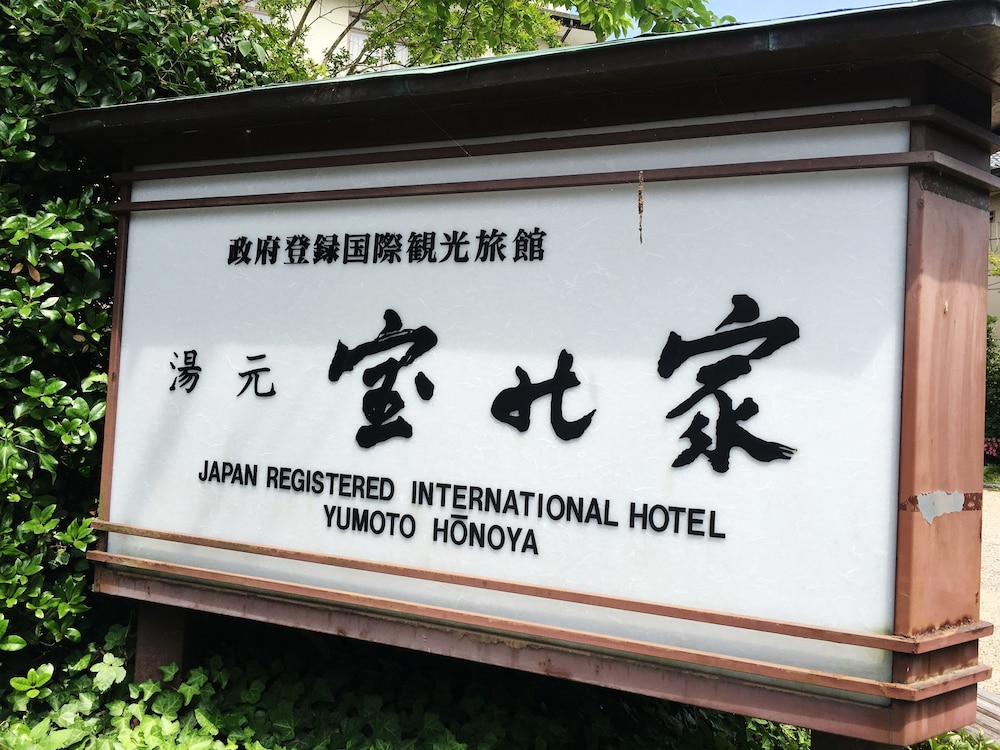 政府登録国際観光旅館
湯元 宝の家
JAPAN REGISTERED INTERNATIONAL HOTEL
YUMOTO HŌNOYA